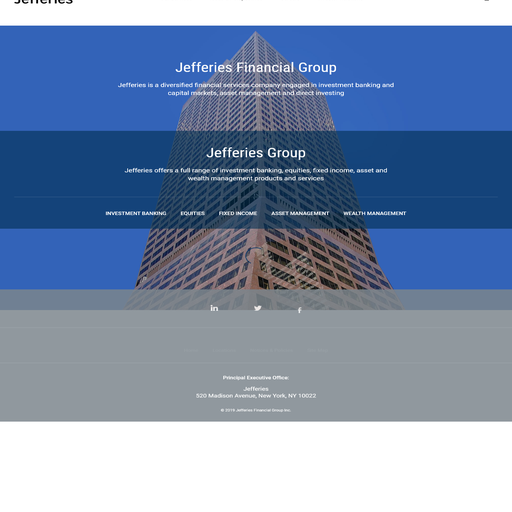 Jefferies
Jefferies Financial Group
Jefferies is a diversified financial services company engaged in investment banking and
capital markets, asset management and direct investing
Jefferies Group
Jefferies offers a full range of investment banking, equities, fixed income, asset and
wealth management products and services
INVESTMENT BANKING EQUITIES FIXED INCOME ASSET MANAGEMENT WEALTH MANAGEMENT
Principal Executive Office:
Jefferies
520 Madison Avenue, New York, NY 10022
© 2019 Jefferies Financial Group Inc.